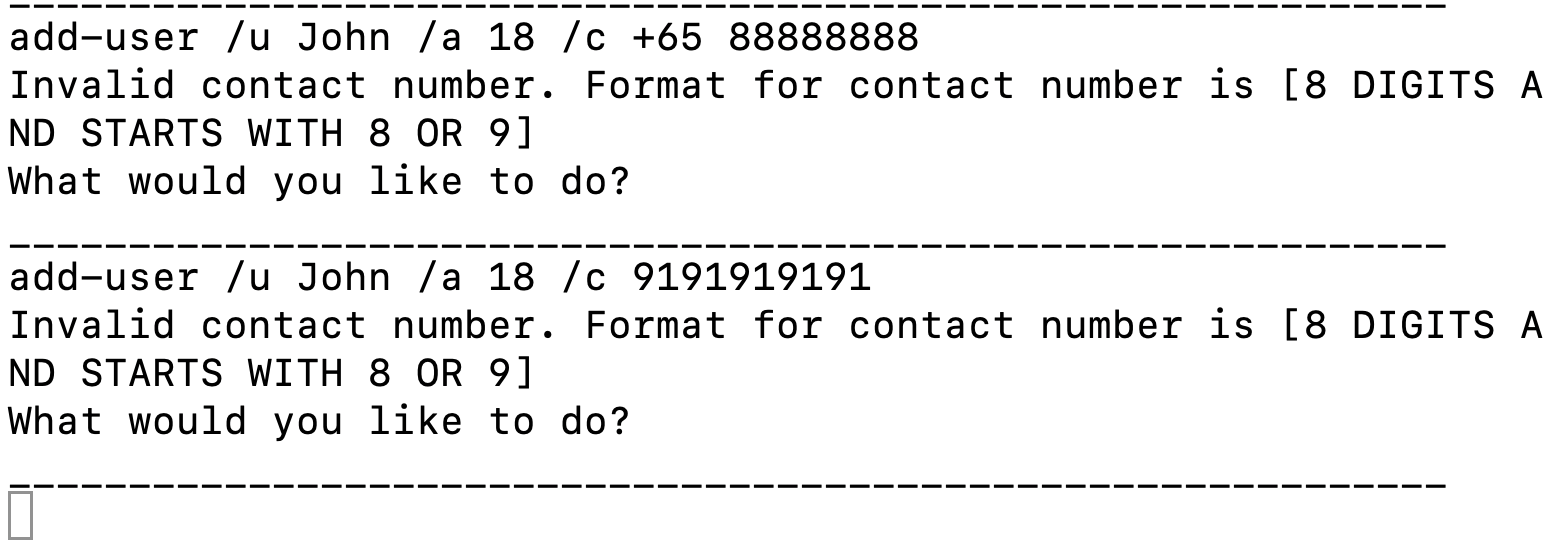 ____________________________________________________________
add-user /u John /a 18 /c +65 88888888
Invalid contact number. Format for contact number is [8 DIGITS A
ND STARTS WITH 8 OR 9]
What would you like to do?
____________________________________________________________
add-user /u John /a 18 /c 9191919191
Invalid contact number. Format for contact number is [8 DIGITS A
ND STARTS WITH 8 OR 9]
What would you like to do?
____________________________________________________________